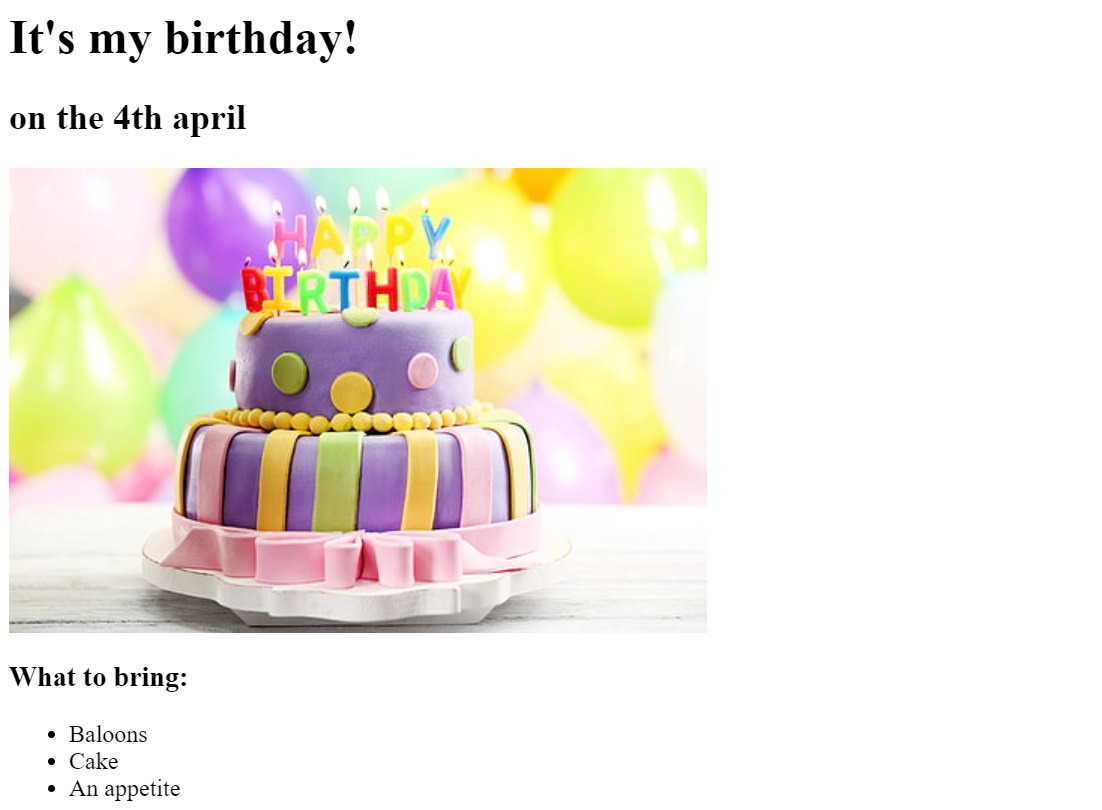 It's my birthday!
on the 4th april
HAPPY
BIRTHDAY
What to bring:
Baloons
Cake
An appetite